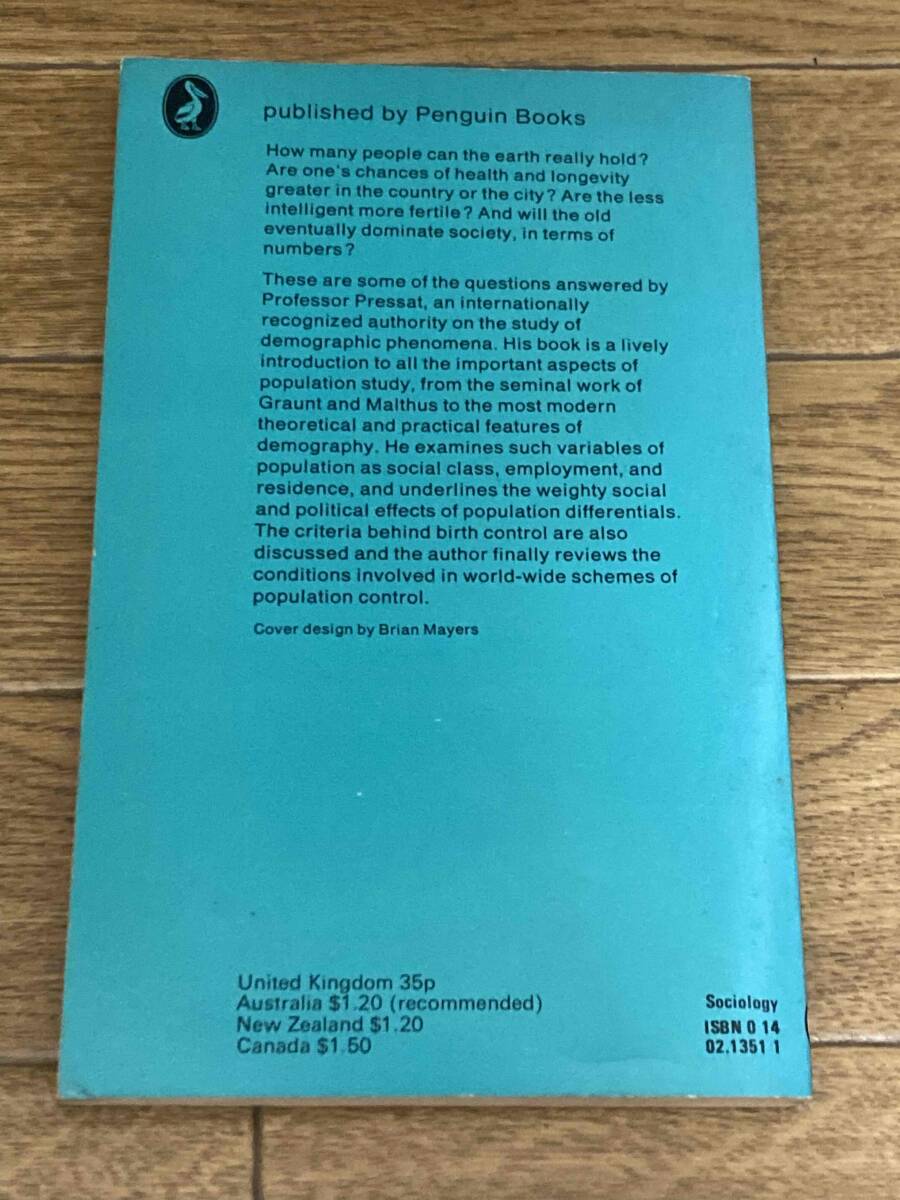 published by Penguin Books
How many people can the earth really hold?
Are one's chances of health and longevity
greater in the country or the city? Are the less
intelligent more fertile? And will the old
eventually dominate society, in terms of
numbers?
These are some of the questions answered by
Professor Pressat, an internationally
recognized authority on the study of
demographic phenomena. His book is a lively
introduction to all the important aspects of
population study, from the seminal work of
Graunt and Malthus to the most modern
theoretical and practical features of
demography. He examines such variables of
population as social class, employment, and
residence, and underlines the weighty social
and political effects of population differentials.
The criteria behind birth control are also
discussed and the author finally reviews the
conditions involved in world-wide schemes of
population control.
Cover design by Brian Mayers
United Kingdom 35p
Australia $1.20 (recommended)
New Zealand $1.20
Canada $1.50
Sociology
ISBN 0 14
02.1351 1